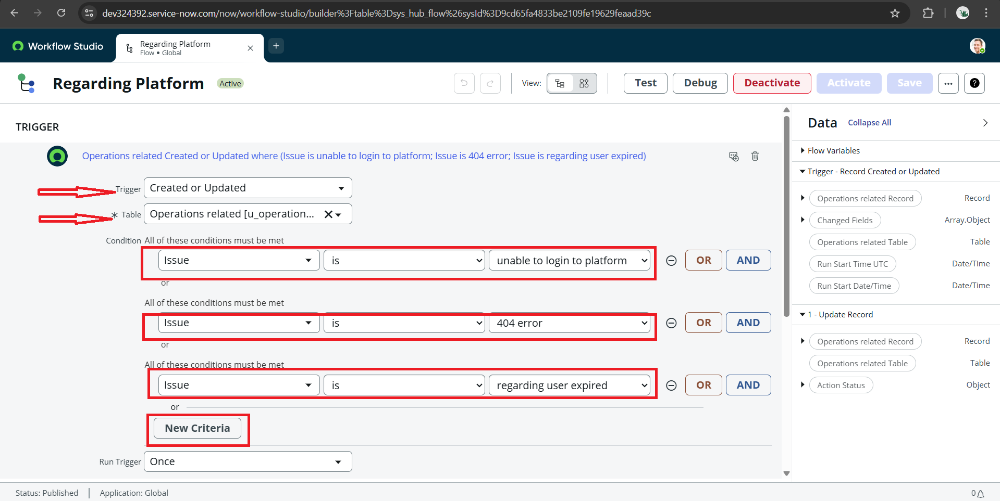 dev324392.service-now.com/now/workflow-studio/builder%3Ftable%3Dsys_hub_flow%26sysId%3D9cd65fa4833be2109fe19629feaad39c
Workflow Studio
Regarding Platform
Flow • Global
+
Regarding Platform
Active
View:
Test
Debug
Deactivate
Activate
Save
...
?
TRIGGER
Operations related Created or Updated where (Issue is unable to login to platform; Issue is 404 error; Issue is regarding user expired)
Trigger
Created or Updated
* Table
Operations related [u_operation...
Condition
All of these conditions must be met
Issue
is
unable to login to platform
OR
AND
or
All of these conditions must be met
Issue
is
404 error
OR
AND
or
All of these conditions must be met
Issue
is
regarding user expired
OR
AND
or
New Criteria
Run Trigger
Once
Data
Collapse All
Flow Variables
Trigger - Record Created or Updated
Operations related Record
Record
Changed Fields
Array.Object
Operations related Table
Table
Run Start Time UTC
Date/Time
Run Start Date/Time
Date/Time
1 - Update Record
Operations related Record
Record
Operations related Table
Table
Action Status
Object
Status: Published
Application: Global
0